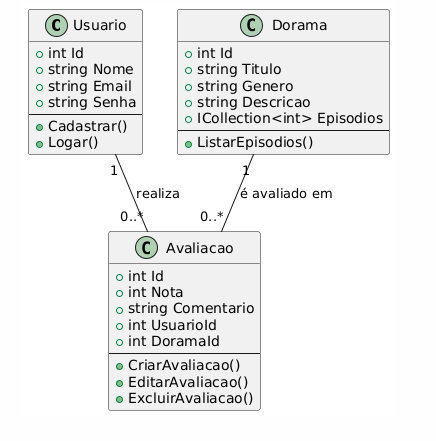 C Usuario
int Id
string Nome
string Email
string Senha
Cadastrar()
Logar()
C Dorama
int Id
string Titulo
string Genero
string Descricao
ICollection<int> Episodios
ListarEpisodios()
1
realiza
0..*
1
é avaliado em
0..*
C Avaliacao
int Id
int Nota
string Comentario
int UsuarioId
int DoramaId
CriarAvaliacao()
EditarAvaliacao()
ExcluirAvaliacao()